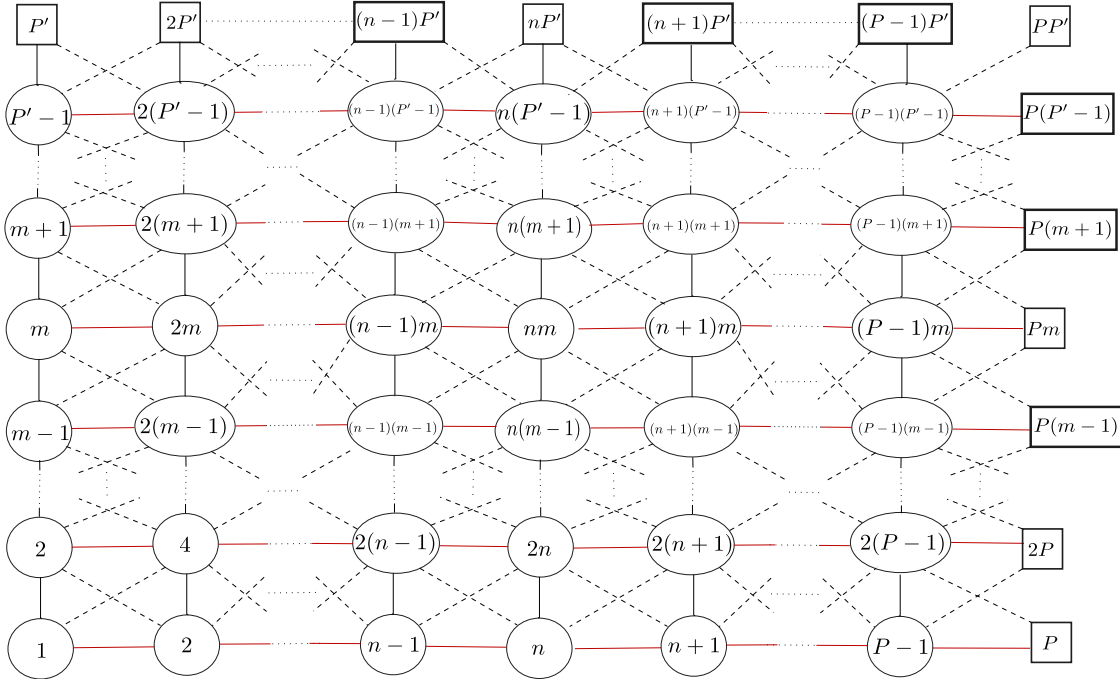 P′ 2P′ (n − 1)P′ nP′ (n + 1)P′ (P − 1)P′ PP′
P′ − 1 2(P′ − 1) (n − 1)(P′ − 1) n(P′ − 1) (n + 1)(P′ − 1) (P − 1)(P′ − 1) P(P′ − 1)
m + 1 2(m + 1) (n − 1)(m + 1) n(m + 1) (n + 1)(m + 1) (P − 1)(m + 1) P(m + 1)
m 2m (n − 1)m nm (n + 1)m (P − 1)m Pm
m − 1 2(m − 1) (n − 1)(m − 1) n(m − 1) (n + 1)(m − 1) (P − 1)(m − 1) P(m − 1)
2 4 2(n − 1) 2n 2(n + 1) 2(P − 1) 2P
1 2 n − 1 n n + 1 P − 1 P